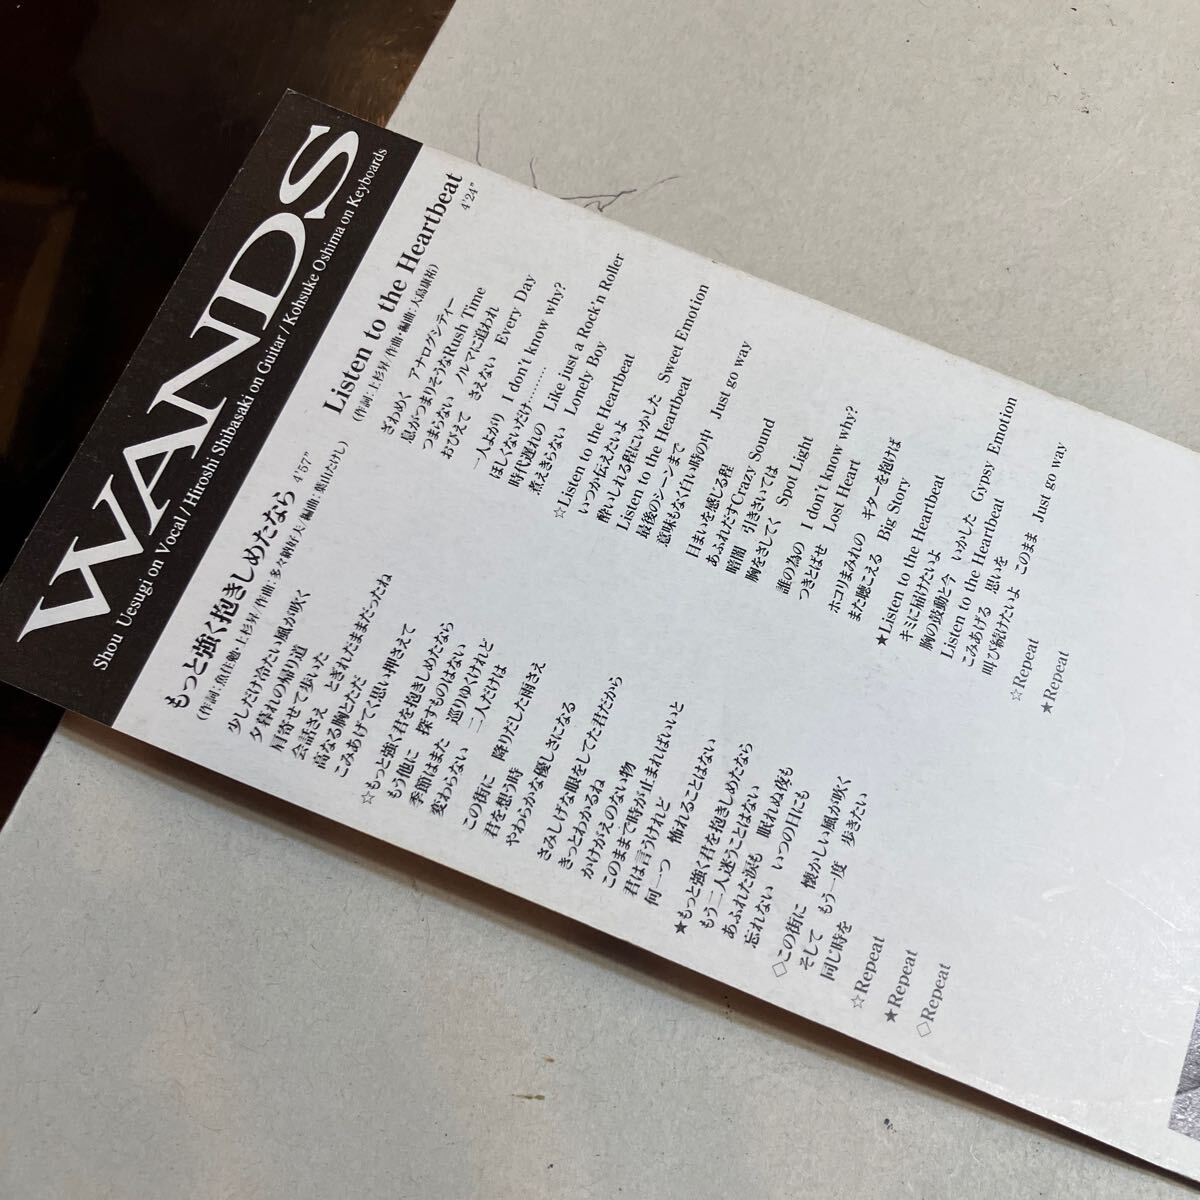 WANDS
Shou Uesugi on Vocal / Hiroshi Shibasaki on Guitar / Kohsuke Oshima on Keyboards
もっと強く抱きしめたなら 4'57"
(作詞:魚住勉・上杉昇/作曲:多々納好夫/編曲:葉山たけし)
少しだけ冷たい風が吹く
夕暮れの帰り道
肩寄せて歩いた
会話さえ とぎれたままだったね
高なる胸とただ
こみあげてく思い押さえて
☆もっと強く君を抱きしめたなら
もう他に 探すものはない
季節はまた 巡りゆくけれど
変わらない 二人だけは
この街に 降りだした雨さえ
君を想う時
やわらかな優しさになる
さみしげな眼をしてた君だから
きっとわかるね
かけがえのない物
このままで時が止まればいいと
君は言うけれど
何一つ 怖れることはない
★もっと強く君を抱きしめたなら
もう二人迷うことはない
あふれた涙も 眠れぬ夜も
忘れない いつの日にも
◇この街に 懐かしい風が吹く
そして もう一度 歩きたい
同じ時を
☆Repeat
★Repeat
◇Repeat
Listen to the Heartbeat 4'24"
(作詞:上杉昇/作曲・編曲:大島康祐)
ざわめく アナログシティー
息がつまりそうなRush Time
つまらない ノルマに追われ
おびえて さえない Every Day
一人よがり I don't know why?
ほしくないだけ………
時代遅れの Like just a Rock'n Roller
煮えきらない Lonely Boy
☆Listen to the Heartbeat
いつか伝えたいよ
酔いしれる程にいかした Sweet Emotion
Listen to the Heartbeat
最後のシーンまで
意味もなく白い時の中 Just go way
目まいを感じる程
あふれだすCrazy Sound
暗闇 引きさいては
胸をさしてく Spot Light
誰の為の I don't know why?
つきとばせ Lost Heart
ホコリまみれの ギターを抱けば
また聴こえる Big Story
★Listen to the Heartbeat
キミに届けたいよ
胸の鼓動と今 いかした Gypsy Emotion
Listen to the Heartbeat
こみあげる 思いを
叫び続けたいよ このまま Just go way
☆Repeat
★Repeat